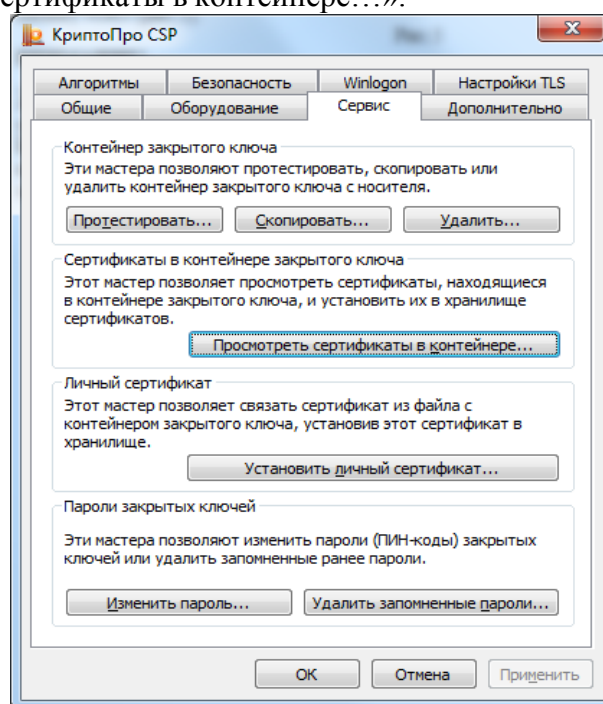 ертификаты в контейнере…».
КриптоПро CSP
Алгоритмы Безопасность Winlogon Настройки TLS
Общие Оборудование Сервис Дополнительно
Контейнер закрытого ключа
Эти мастера позволяют протестировать, скопировать или
удалить контейнер закрытого ключа с носителя.
Протестировать... Скопировать... Удалить...
Сертификаты в контейнере закрытого ключа
Этот мастер позволяет просмотреть сертификаты, находящиеся
в контейнере закрытого ключа, и установить их в хранилище
сертификатов.
Просмотреть сертификаты в контейнере...
Личный сертификат
Этот мастер позволяет связать сертификат из файла с
контейнером закрытого ключа, установив этот сертификат в
хранилище.
Установить личный сертификат...
Пароли закрытых ключей
Эти мастера позволяют изменить пароли (ПИН-коды) закрытых
ключей или удалить запомненные ранее пароли.
Изменить пароль... Удалить запомненные пароли...
ОК Отмена Применить